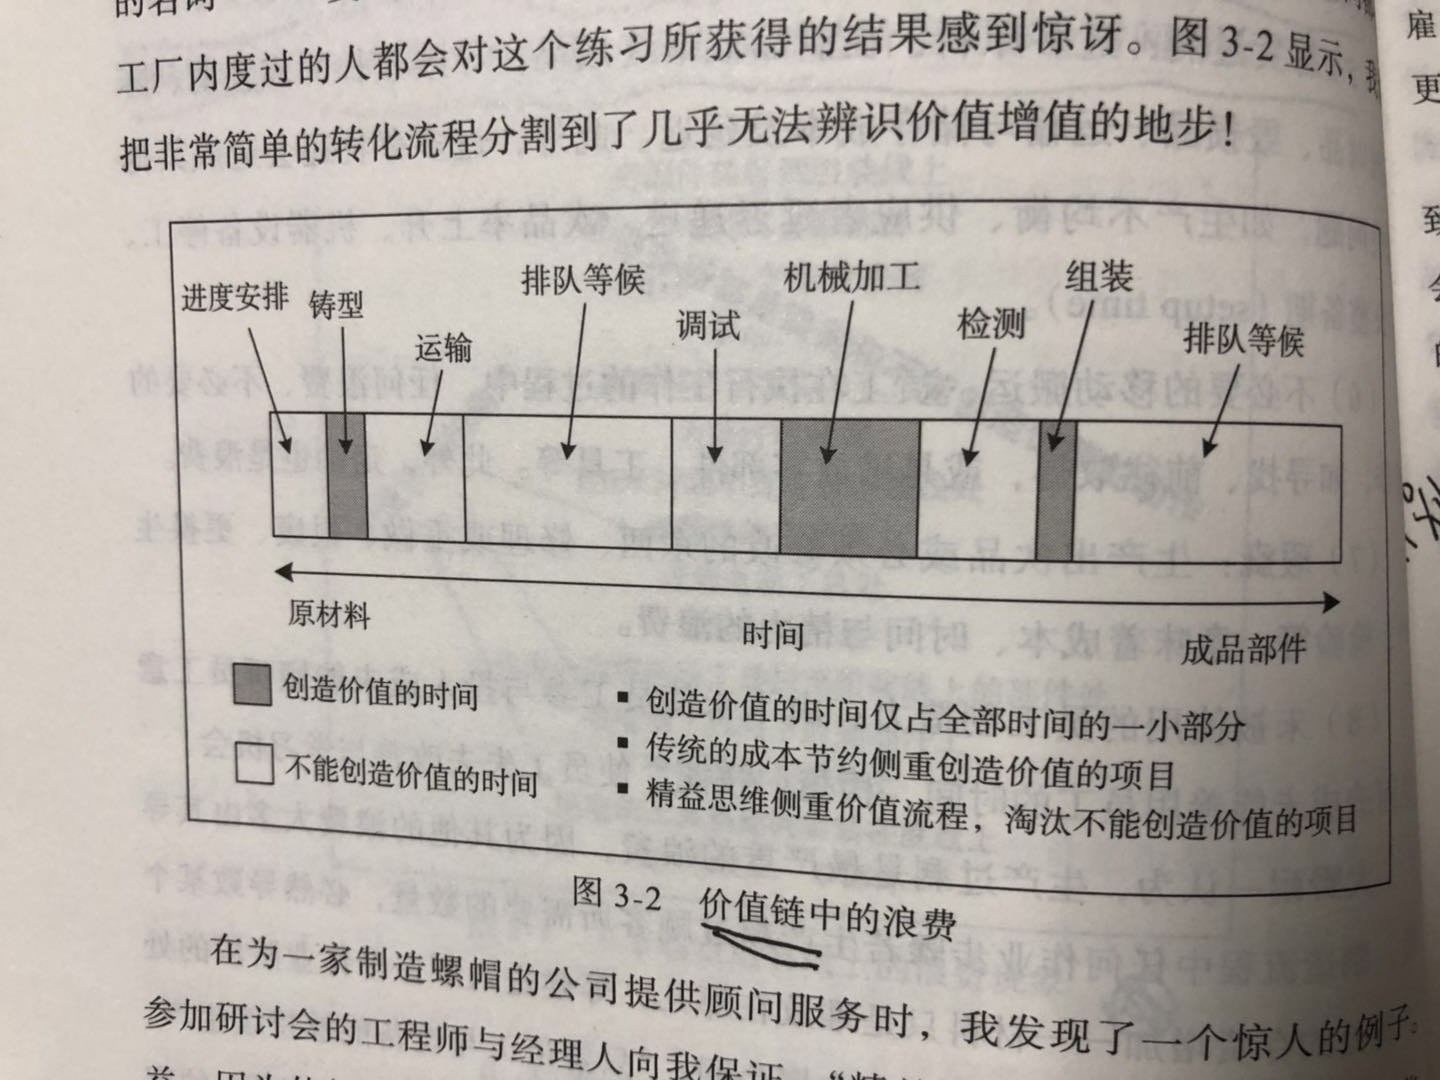 的名词
工厂内度过的人都会对这个练习所获得的结果感到惊讶。图 3-2 显示，我
把非常简单的转化流程分割到了几乎无法辨识价值增值的地步！
进度安排
铸型
运输
排队等候
调试
机械加工
检测
组装
排队等候
原材料
时间
成品部件
创造价值的时间
不能创造价值的时间
▪ 创造价值的时间仅占全部时间的一小部分
▪ 传统的成本节约侧重创造价值的项目
▪ 精益思维侧重价值流程，淘汰不能创造价值的项目
图 3-2 价值链中的浪费
在为一家制造螺帽的公司提供顾问服务时，我发现了一个惊人的例子：
参加研讨会的工程师与经理人向我保证
雇
更